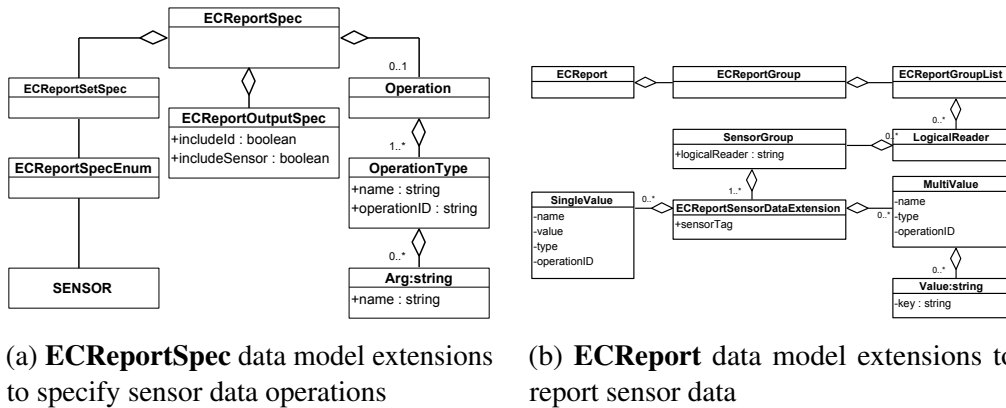 ECReportSpec
0..1
ECReportSetSpec
Operation
ECReportOutputSpec
+includeId : boolean
+includeSensor : boolean
1..*
ECReportSpecEnum
OperationType
+name : string
+operationID : string
0..*
SENSOR
Arg:string
+name : string
(a) ECReportSpec data model extensions
to specify sensor data operations
ECReport
ECReportGroup
ECReportGroupList
0..*
SensorGroup
+logicalReader : string
0..*
LogicalReader
1..*
SingleValue
-name
-value
-type
-operationID
0..*
ECReportSensorDataExtension
+sensorTag
0..*
MultiValue
-name
-type
-operationID
0..*
Value:string
-key : string
(b) ECReport data model extensions to
report sensor data